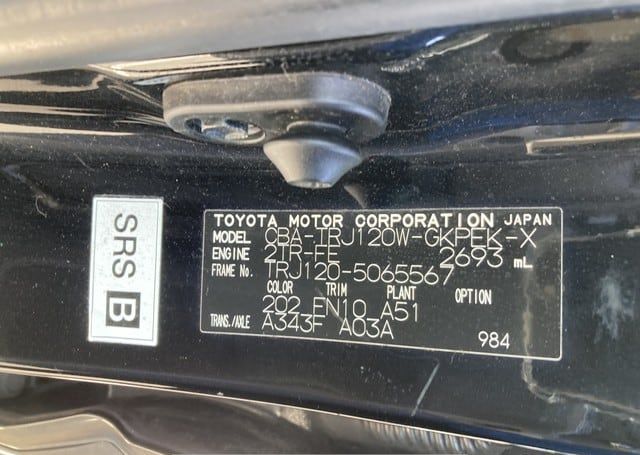 TOYOTA MOTOR CORPORATION JAPAN
MODEL CBA-TRJ120W-GKPEK-X
ENGINE 2TR-FE 2693 mL
FRAME No. TRJ120-5065567
COLOR TRIM PLANT OPTION
202 FN10 A51
TRANS./AXLE A343F A03A
984
SRS B